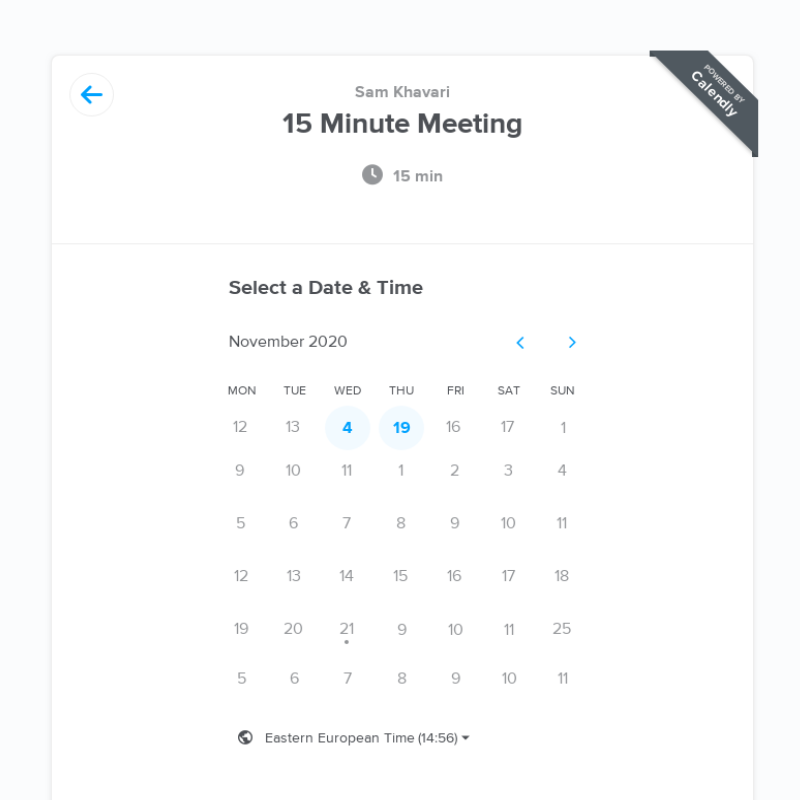 POWERED BY
Calendly
Sam Khavari
15 Minute Meeting
15 min
Select a Date & Time
November 2020
MON TUE WED THU FRI SAT SUN
12 13 4 19 16 17 1
9 10 11 1 2 3 4
5 6 7 8 9 10 11
12 13 14 15 16 17 18
19 20 21 9 10 11 25
5 6 7 8 9 10 11
Eastern European Time (14:56)